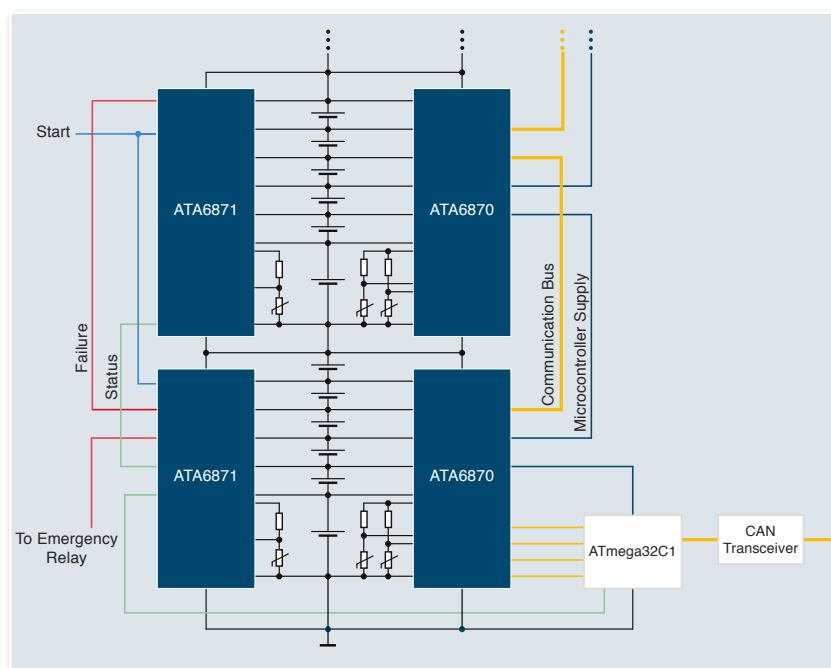 Start
ATA6871
ATA6870
Failure
Status
Communication Bus
Microcontroller Supply
ATA6871
ATA6870
To Emergency
Relay
ATmega32C1
CAN
Transceiver